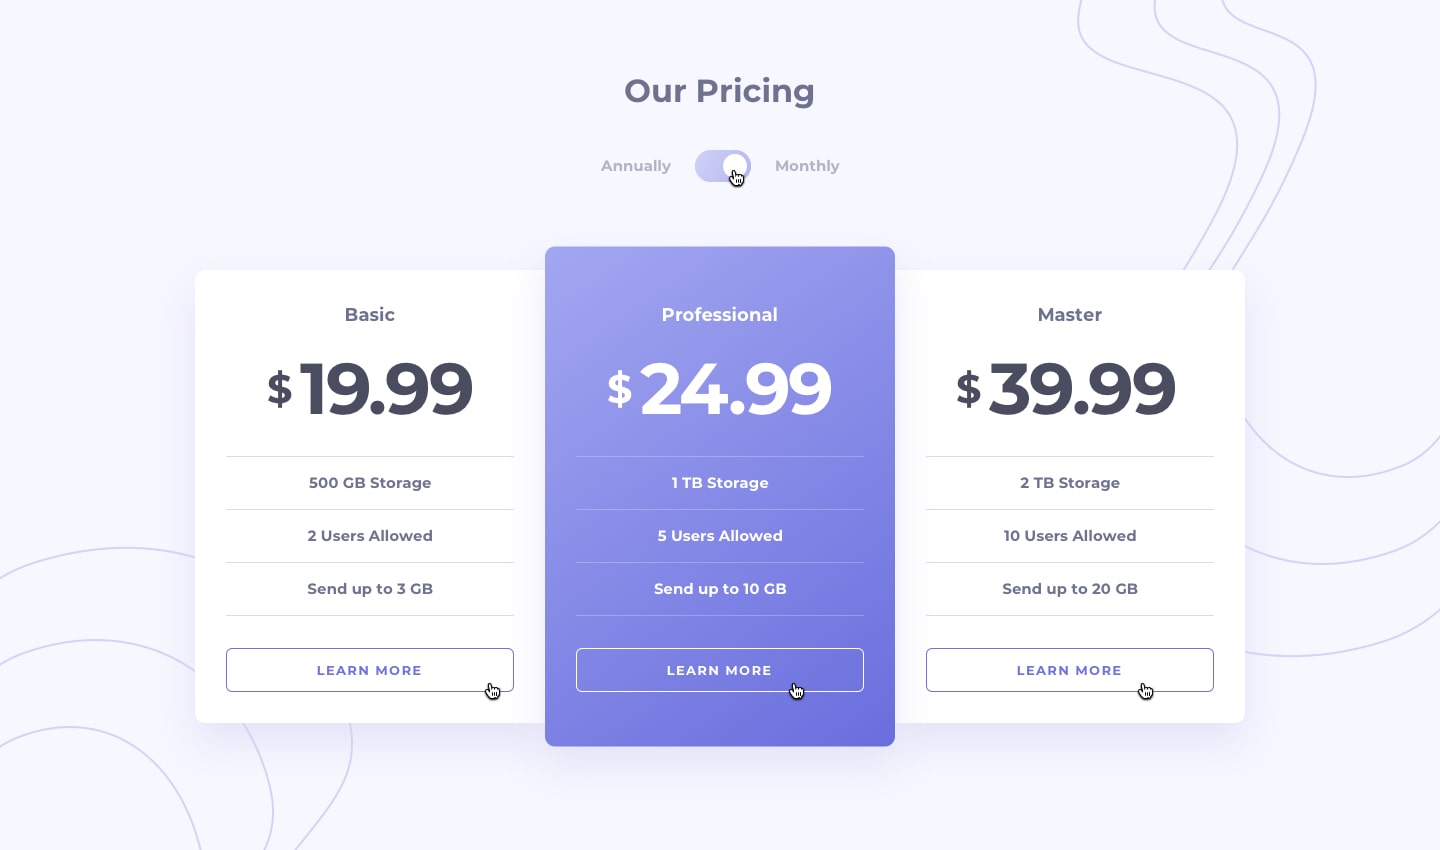 Our Pricing
Annually Monthly
Basic
$19.99
500 GB Storage
2 Users Allowed
Send up to 3 GB
LEARN MORE
Professional
$24.99
1 TB Storage
5 Users Allowed
Send up to 10 GB
LEARN MORE
Master
$39.99
2 TB Storage
10 Users Allowed
Send up to 20 GB
LEARN MORE